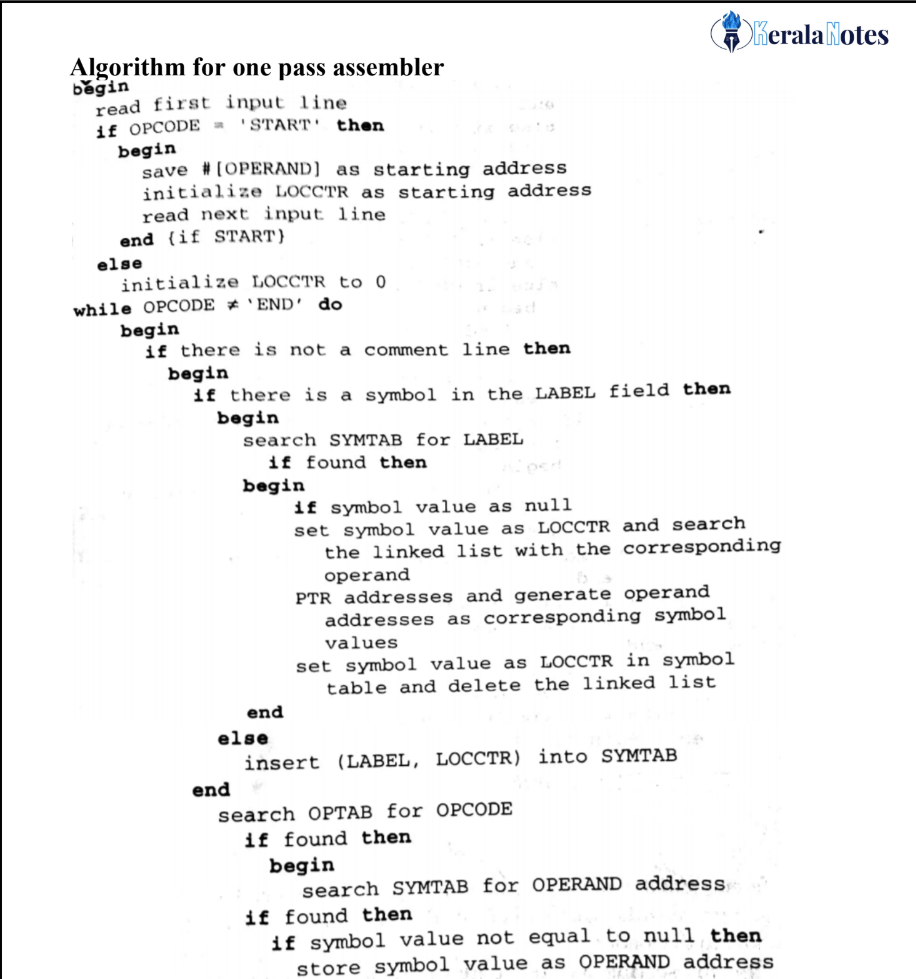 KeralaNotes
Algorithm for one pass assembler
begin
read first input line
if OPCODE = 'START' then
begin
save #[OPERAND] as starting address
initialize LOCCTR as starting address
read next input line
end {if START}
else
initialize LOCCTR to 0
while OPCODE ≠ 'END' do
begin
if there is not a comment line then
begin
if there is a symbol in the LABEL field then
begin
search SYMTAB for LABEL
if found then
begin
if symbol value as null
set symbol value as LOCCTR and search
the linked list with the corresponding
operand
PTR addresses and generate operand
addresses as corresponding symbol
values
set symbol value as LOCCTR in symbol
table and delete the linked list
end
else
insert (LABEL, LOCCTR) into SYMTAB
end
search OPTAB for OPCODE
if found then
begin
search SYMTAB for OPERAND address
if found then
if symbol value not equal to null then
store symbol value as OPERAND address